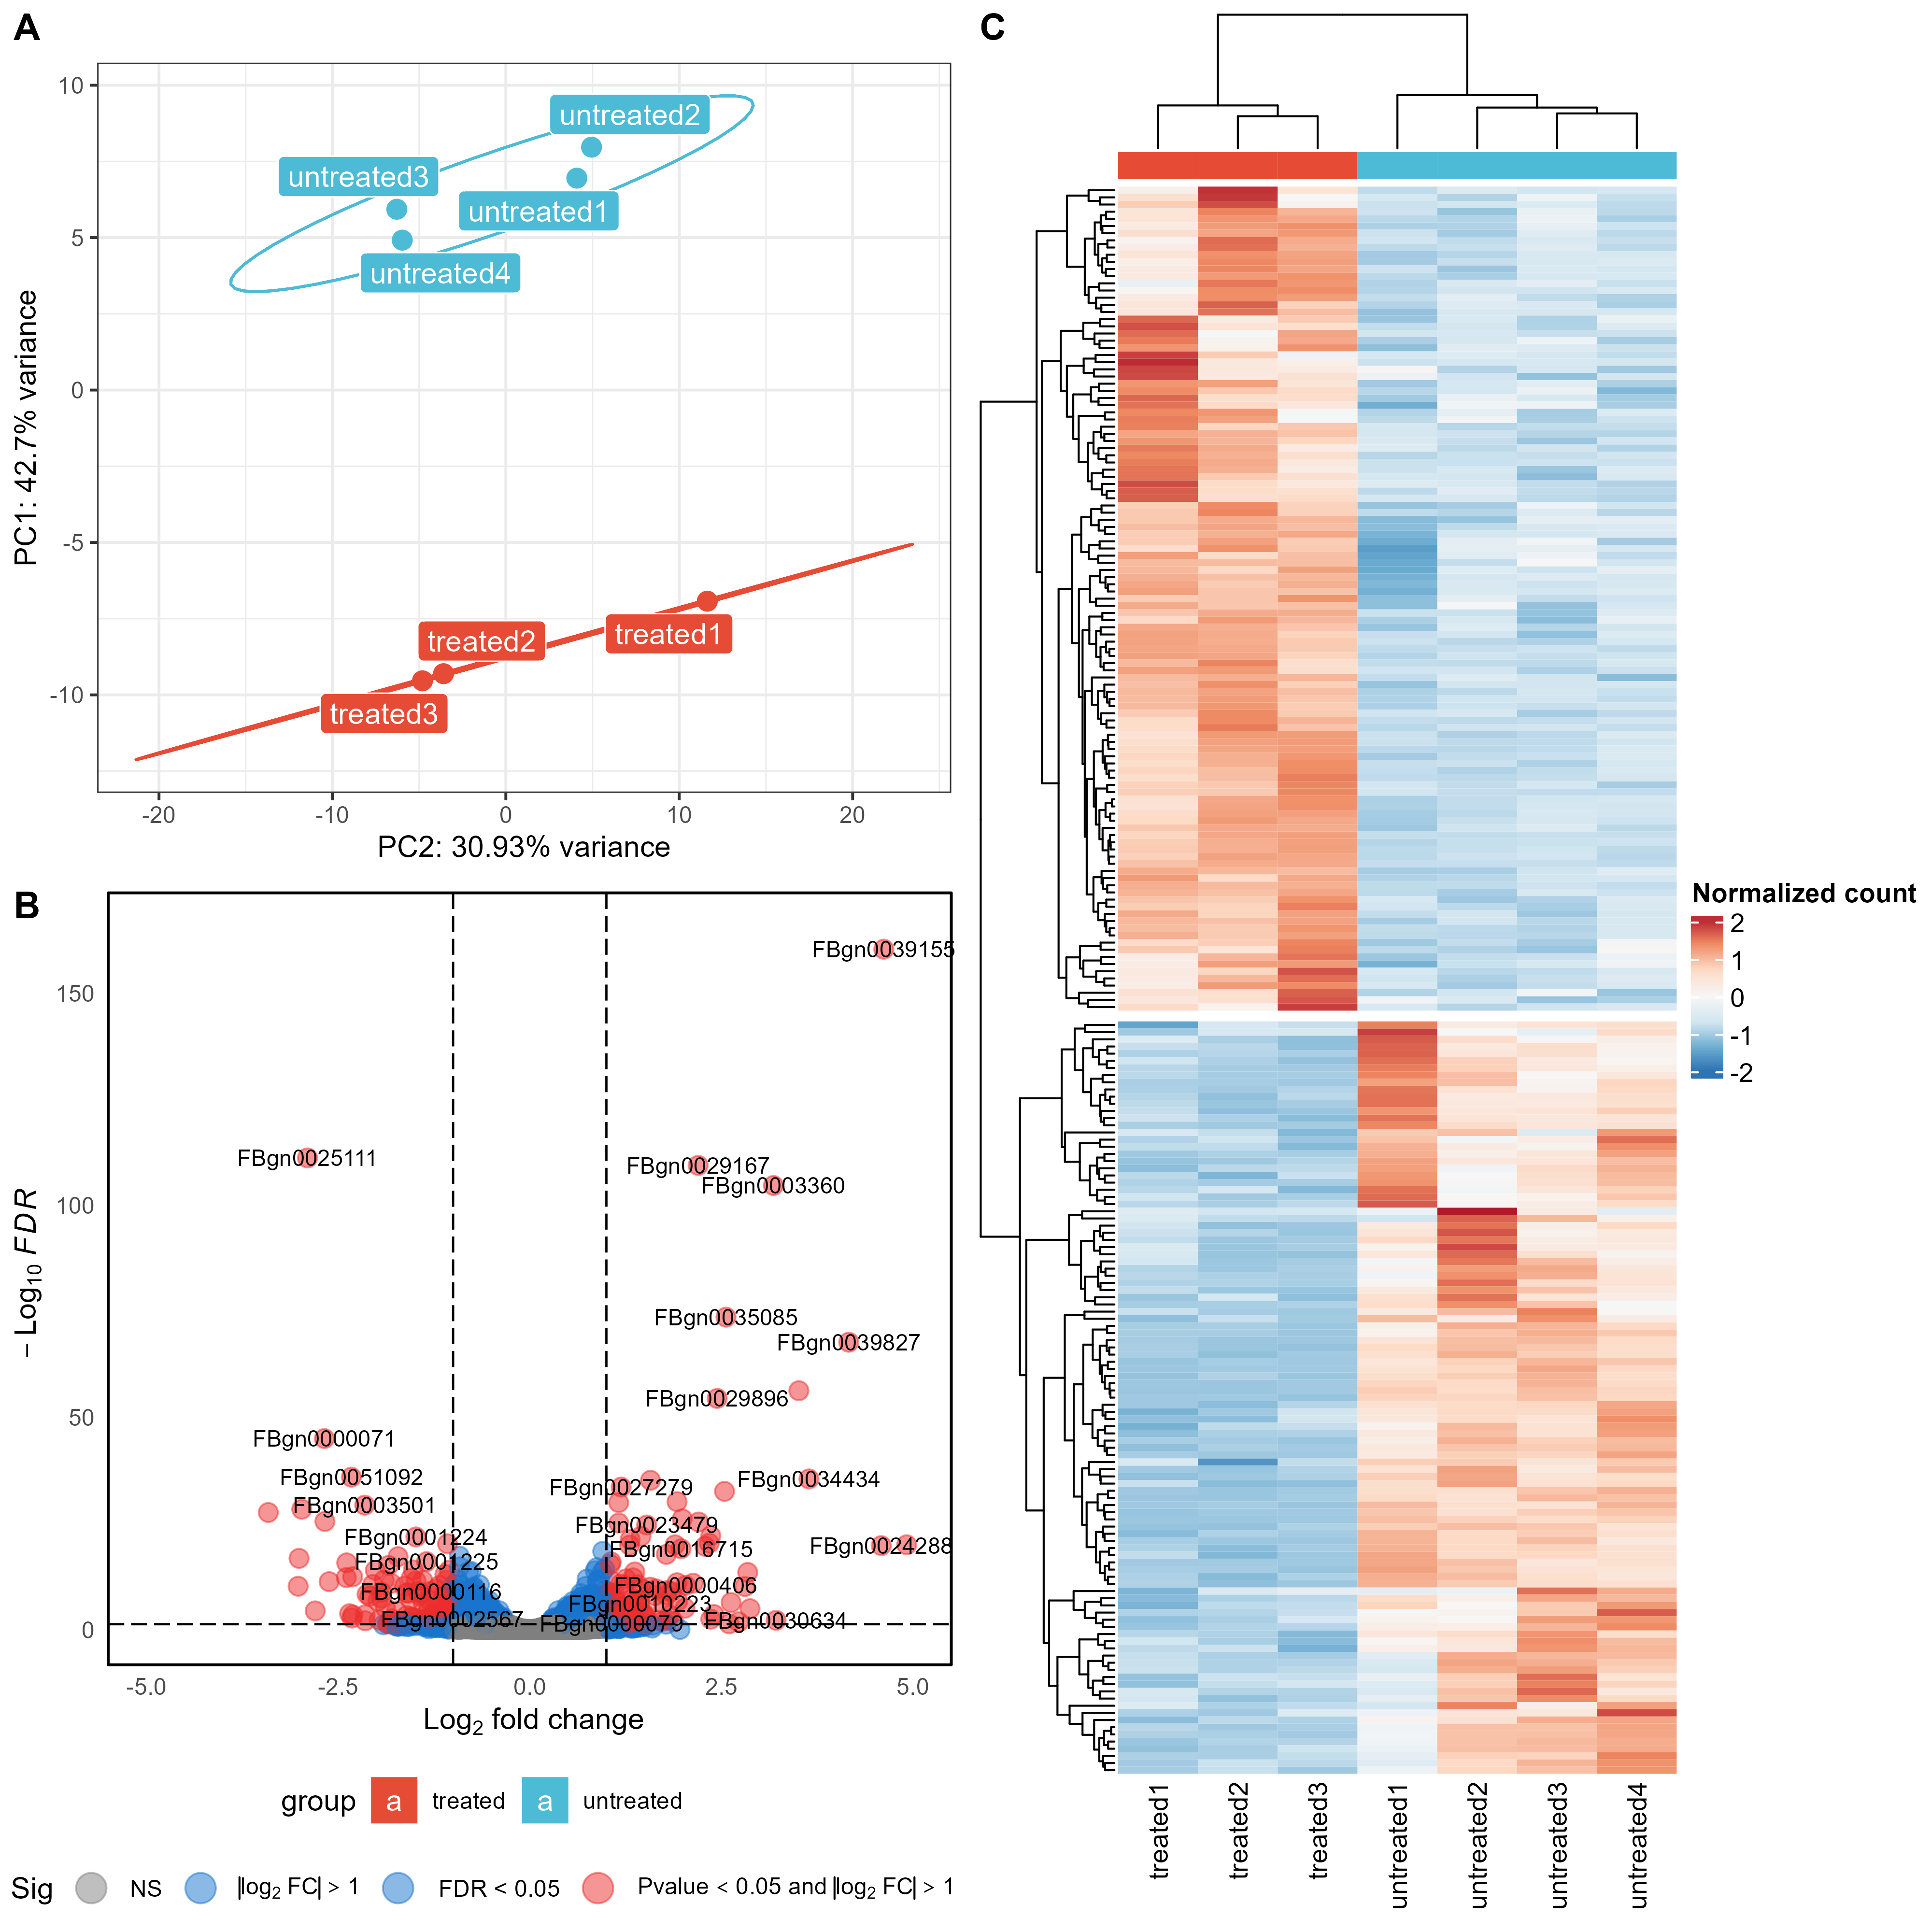 A
10
5
0
-5
-10
PC1: 42.7% variance
untreated2
untreated3
untreated1
untreated4
treated2
treated1
treated3
-20
-10
0
10
20
PC2: 30.93% variance
B
150
100
50
0
− Log10 FDR
FBgn0039155
FBgn0025111
FBgn0029167
FBgn0003360
FBgn0035085
FBgn0039827
FBgn0029896
FBgn0000071
FBgn0051092
FBgn0034434
FBgn0027279
FBgn0003501
FBgn0023479
FBgn0001224
FBgn0016715
FBgn0024288
FBgn0001225
FBgn0000406
FBgn0000116
FBgn0010223
FBgn0002567
FBgn0000079
FBgn0030634
-5.0
-2.5
0.0
2.5
5.0
Log2 fold change
group
a treated
a untreated
Sig
NS
|log2 FC| > 1
FDR < 0.05
Pvalue < 0.05 and |log2 FC| > 1
C
Normalized count
2
1
0
-1
-2
treated1
treated2
treated3
untreated1
untreated2
untreated3
untreated4